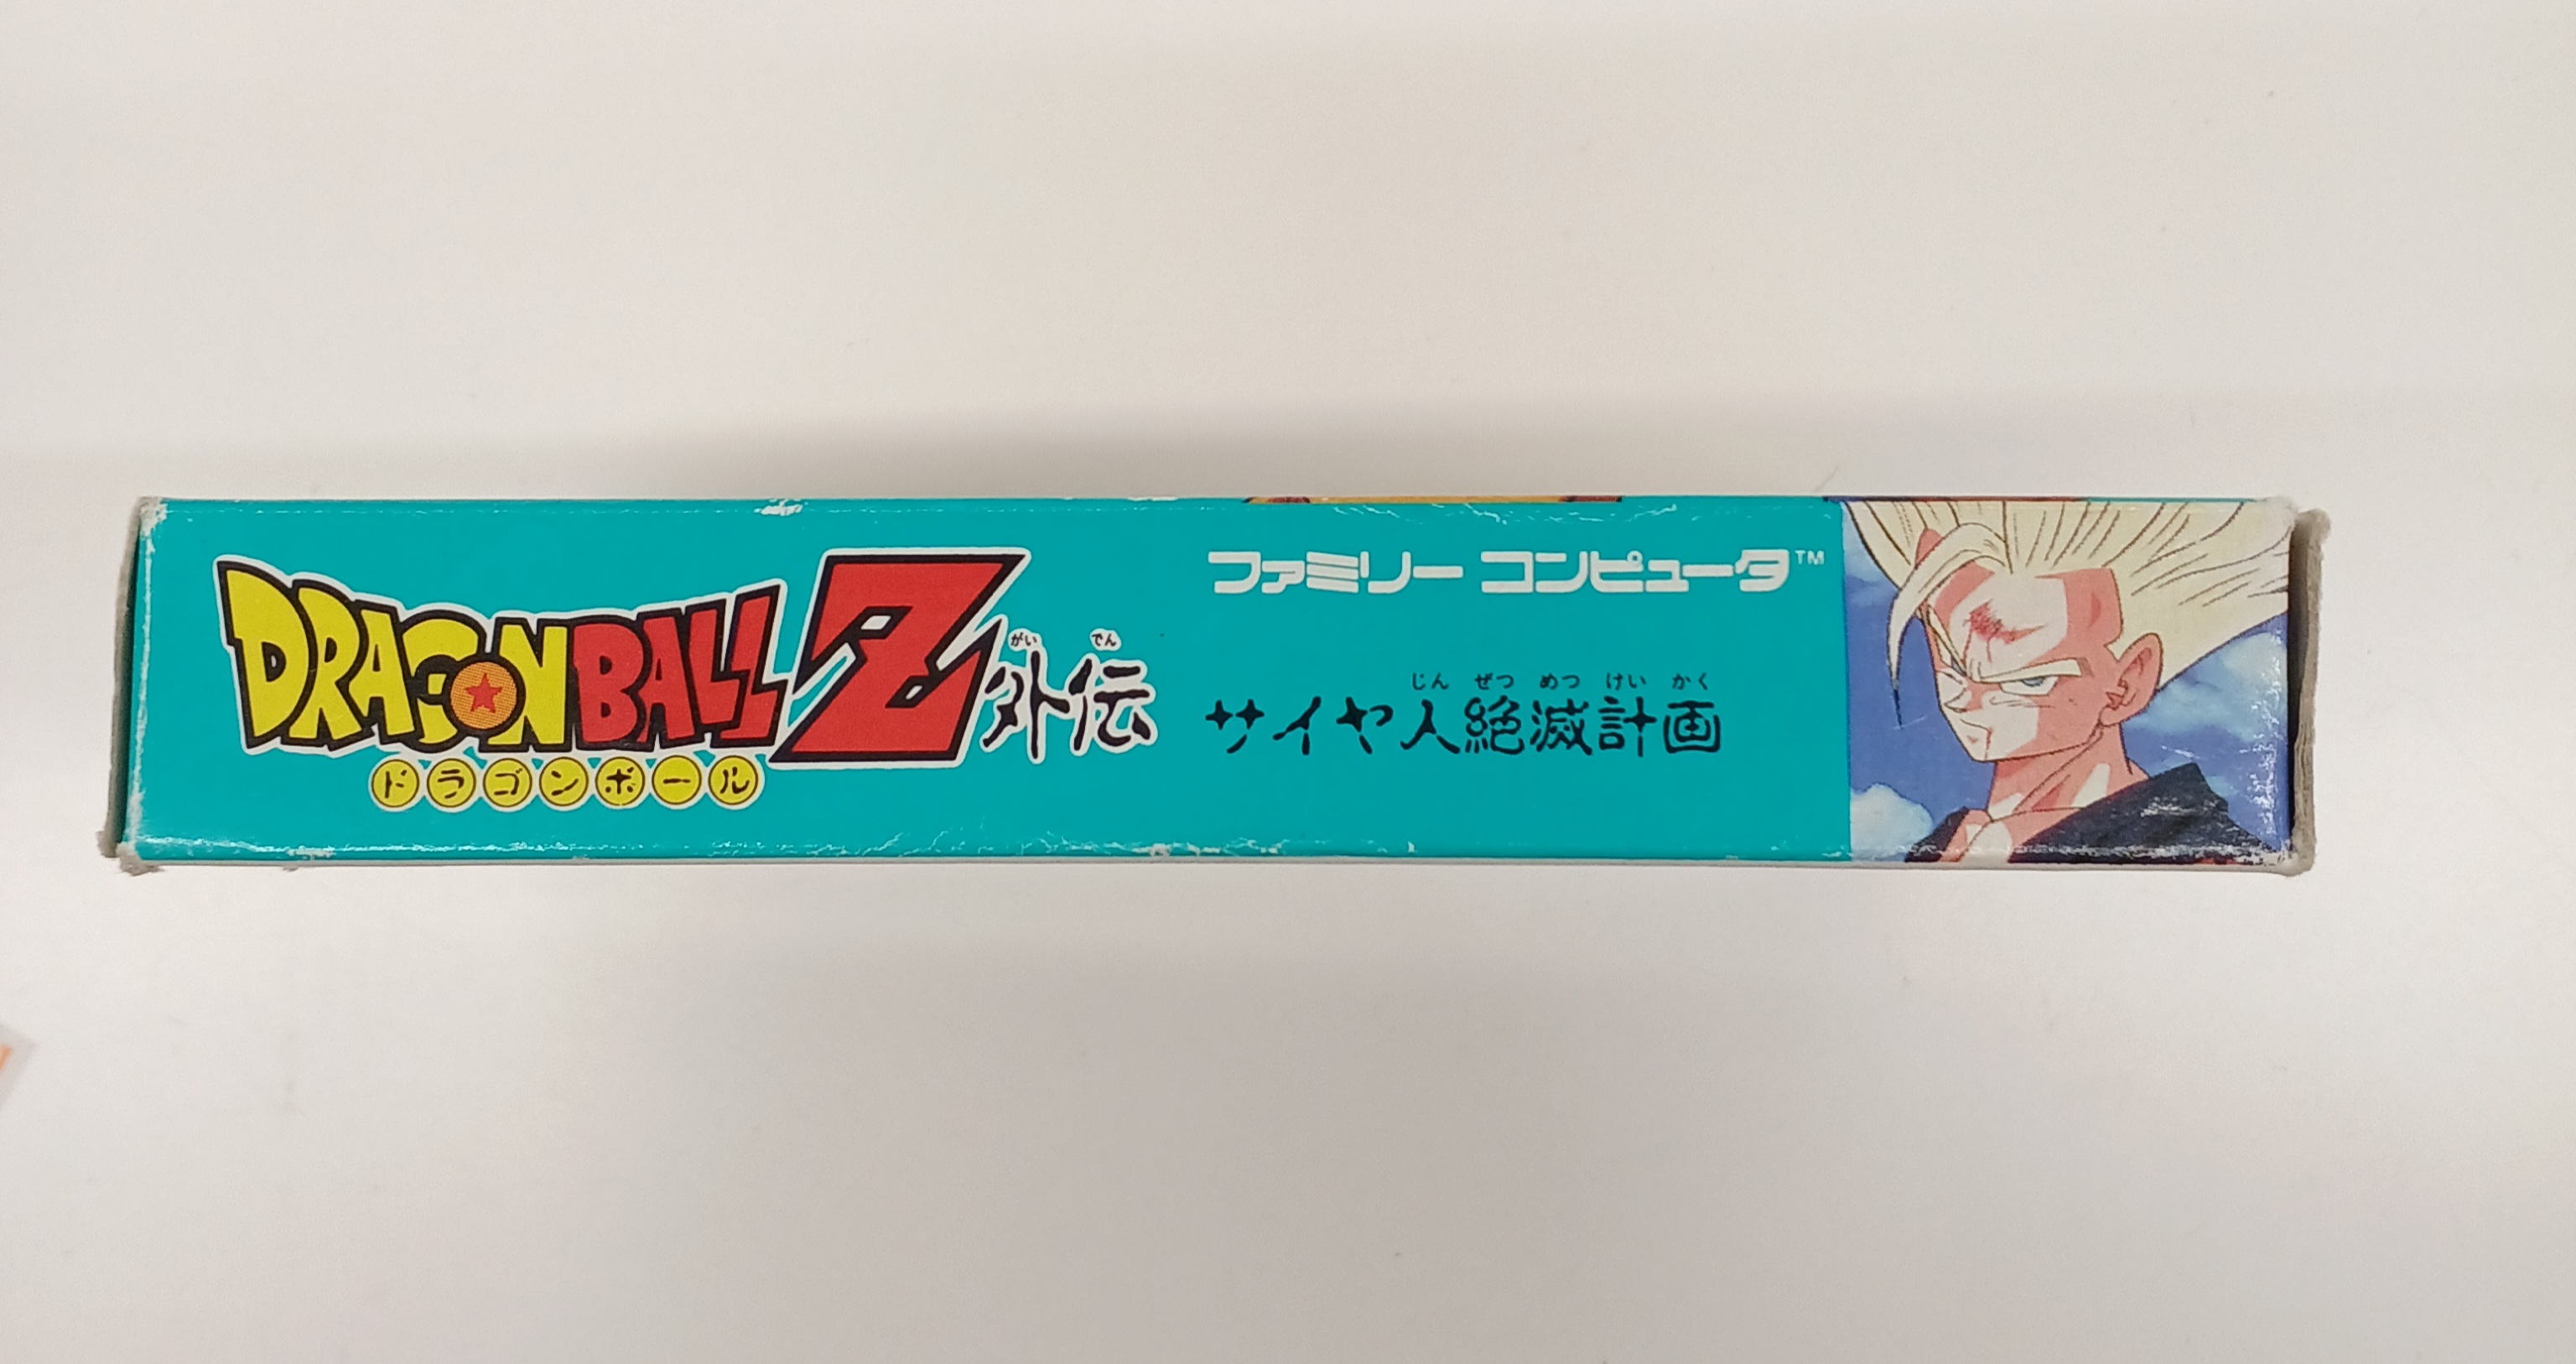 DRAGONBALL Z外伝
がい でん
ドラゴンボール
ファミリー コンピュータ™
じん ぜつ めつ けい かく
サイヤ人絶滅計画